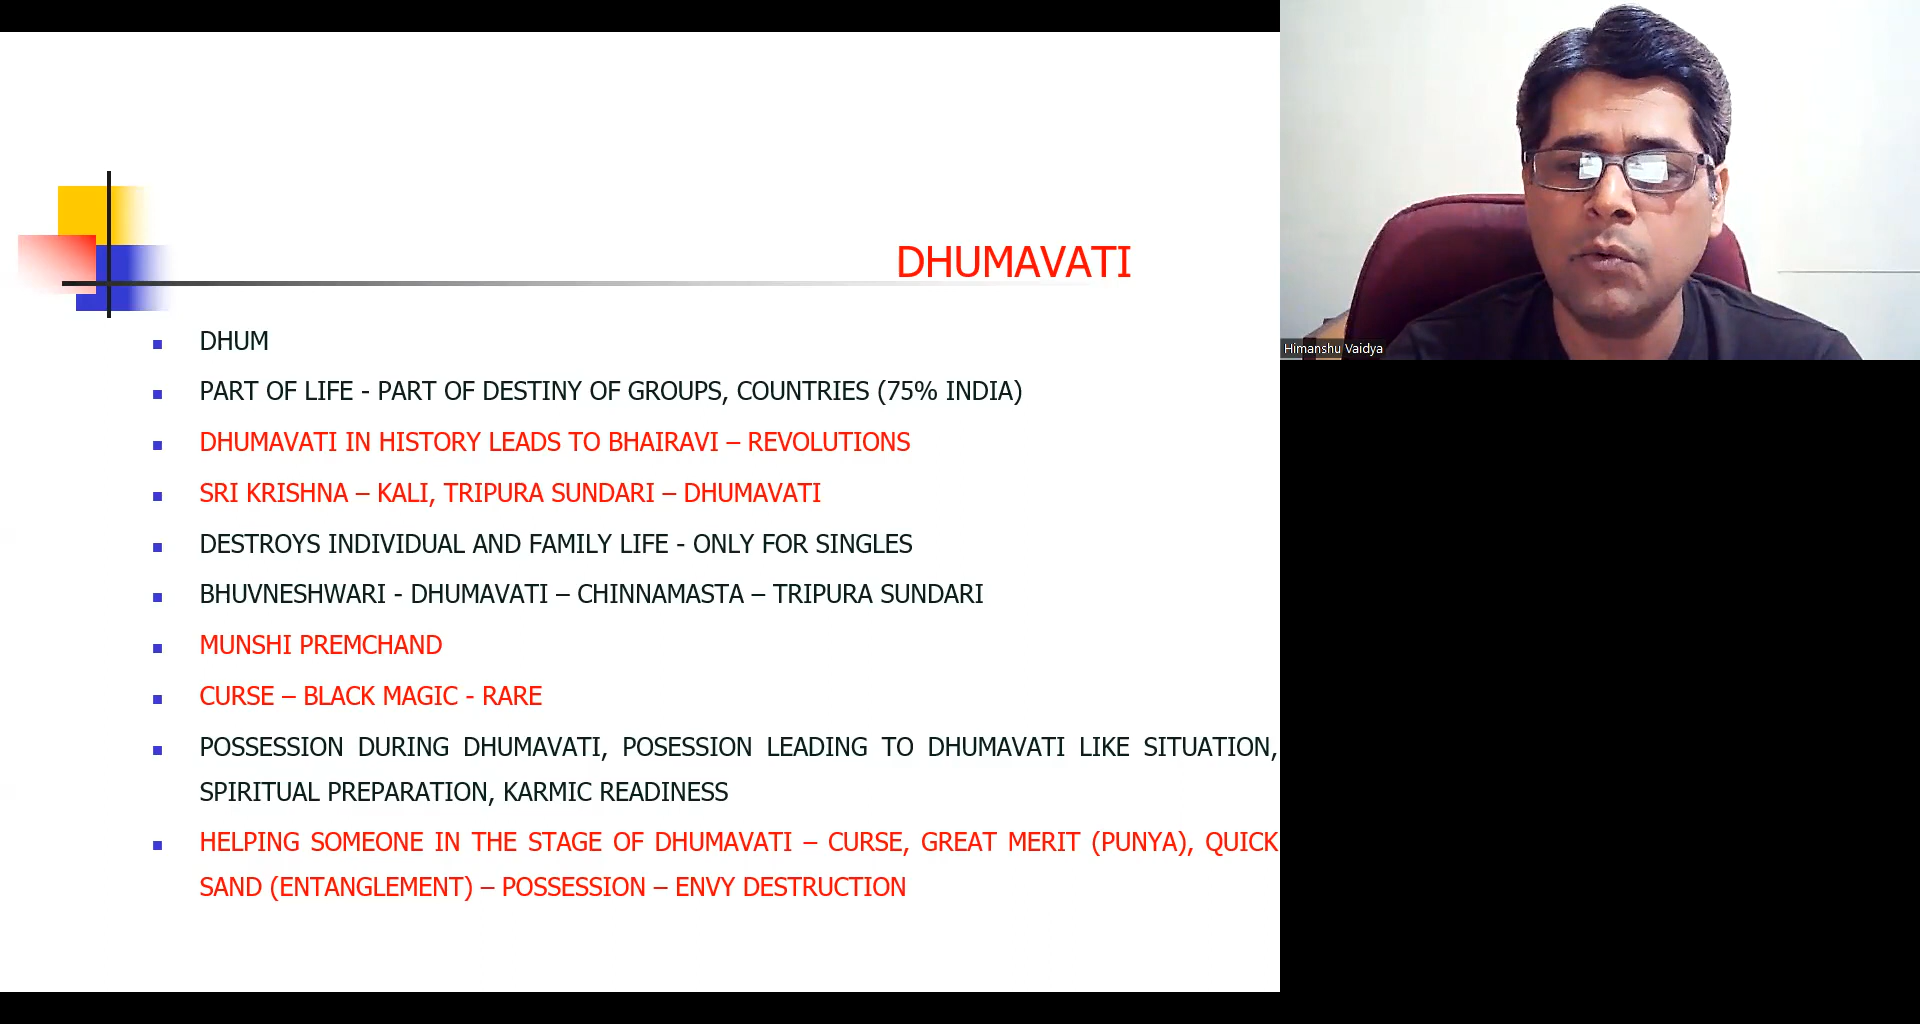 DHUMAVATI
DHUM
PART OF LIFE - PART OF DESTINY OF GROUPS, COUNTRIES (75% INDIA)
DHUMAVATI IN HISTORY LEADS TO BHAIRAVI – REVOLUTIONS
SRI KRISHNA – KALI, TRIPURA SUNDARI – DHUMAVATI
DESTROYS INDIVIDUAL AND FAMILY LIFE - ONLY FOR SINGLES
BHUVNESHWARI - DHUMAVATI – CHINNAMASTA – TRIPURA SUNDARI
MUNSHI PREMCHAND
CURSE – BLACK MAGIC - RARE
POSSESSION DURING DHUMAVATI, POSESSION LEADING TO DHUMAVATI LIKE SITUATION,
SPIRITUAL PREPARATION, KARMIC READINESS
HELPING SOMEONE IN THE STAGE OF DHUMAVATI – CURSE, GREAT MERIT (PUNYA), QUICK
SAND (ENTANGLEMENT) – POSSESSION – ENVY DESTRUCTION
Himanshu Vaidya